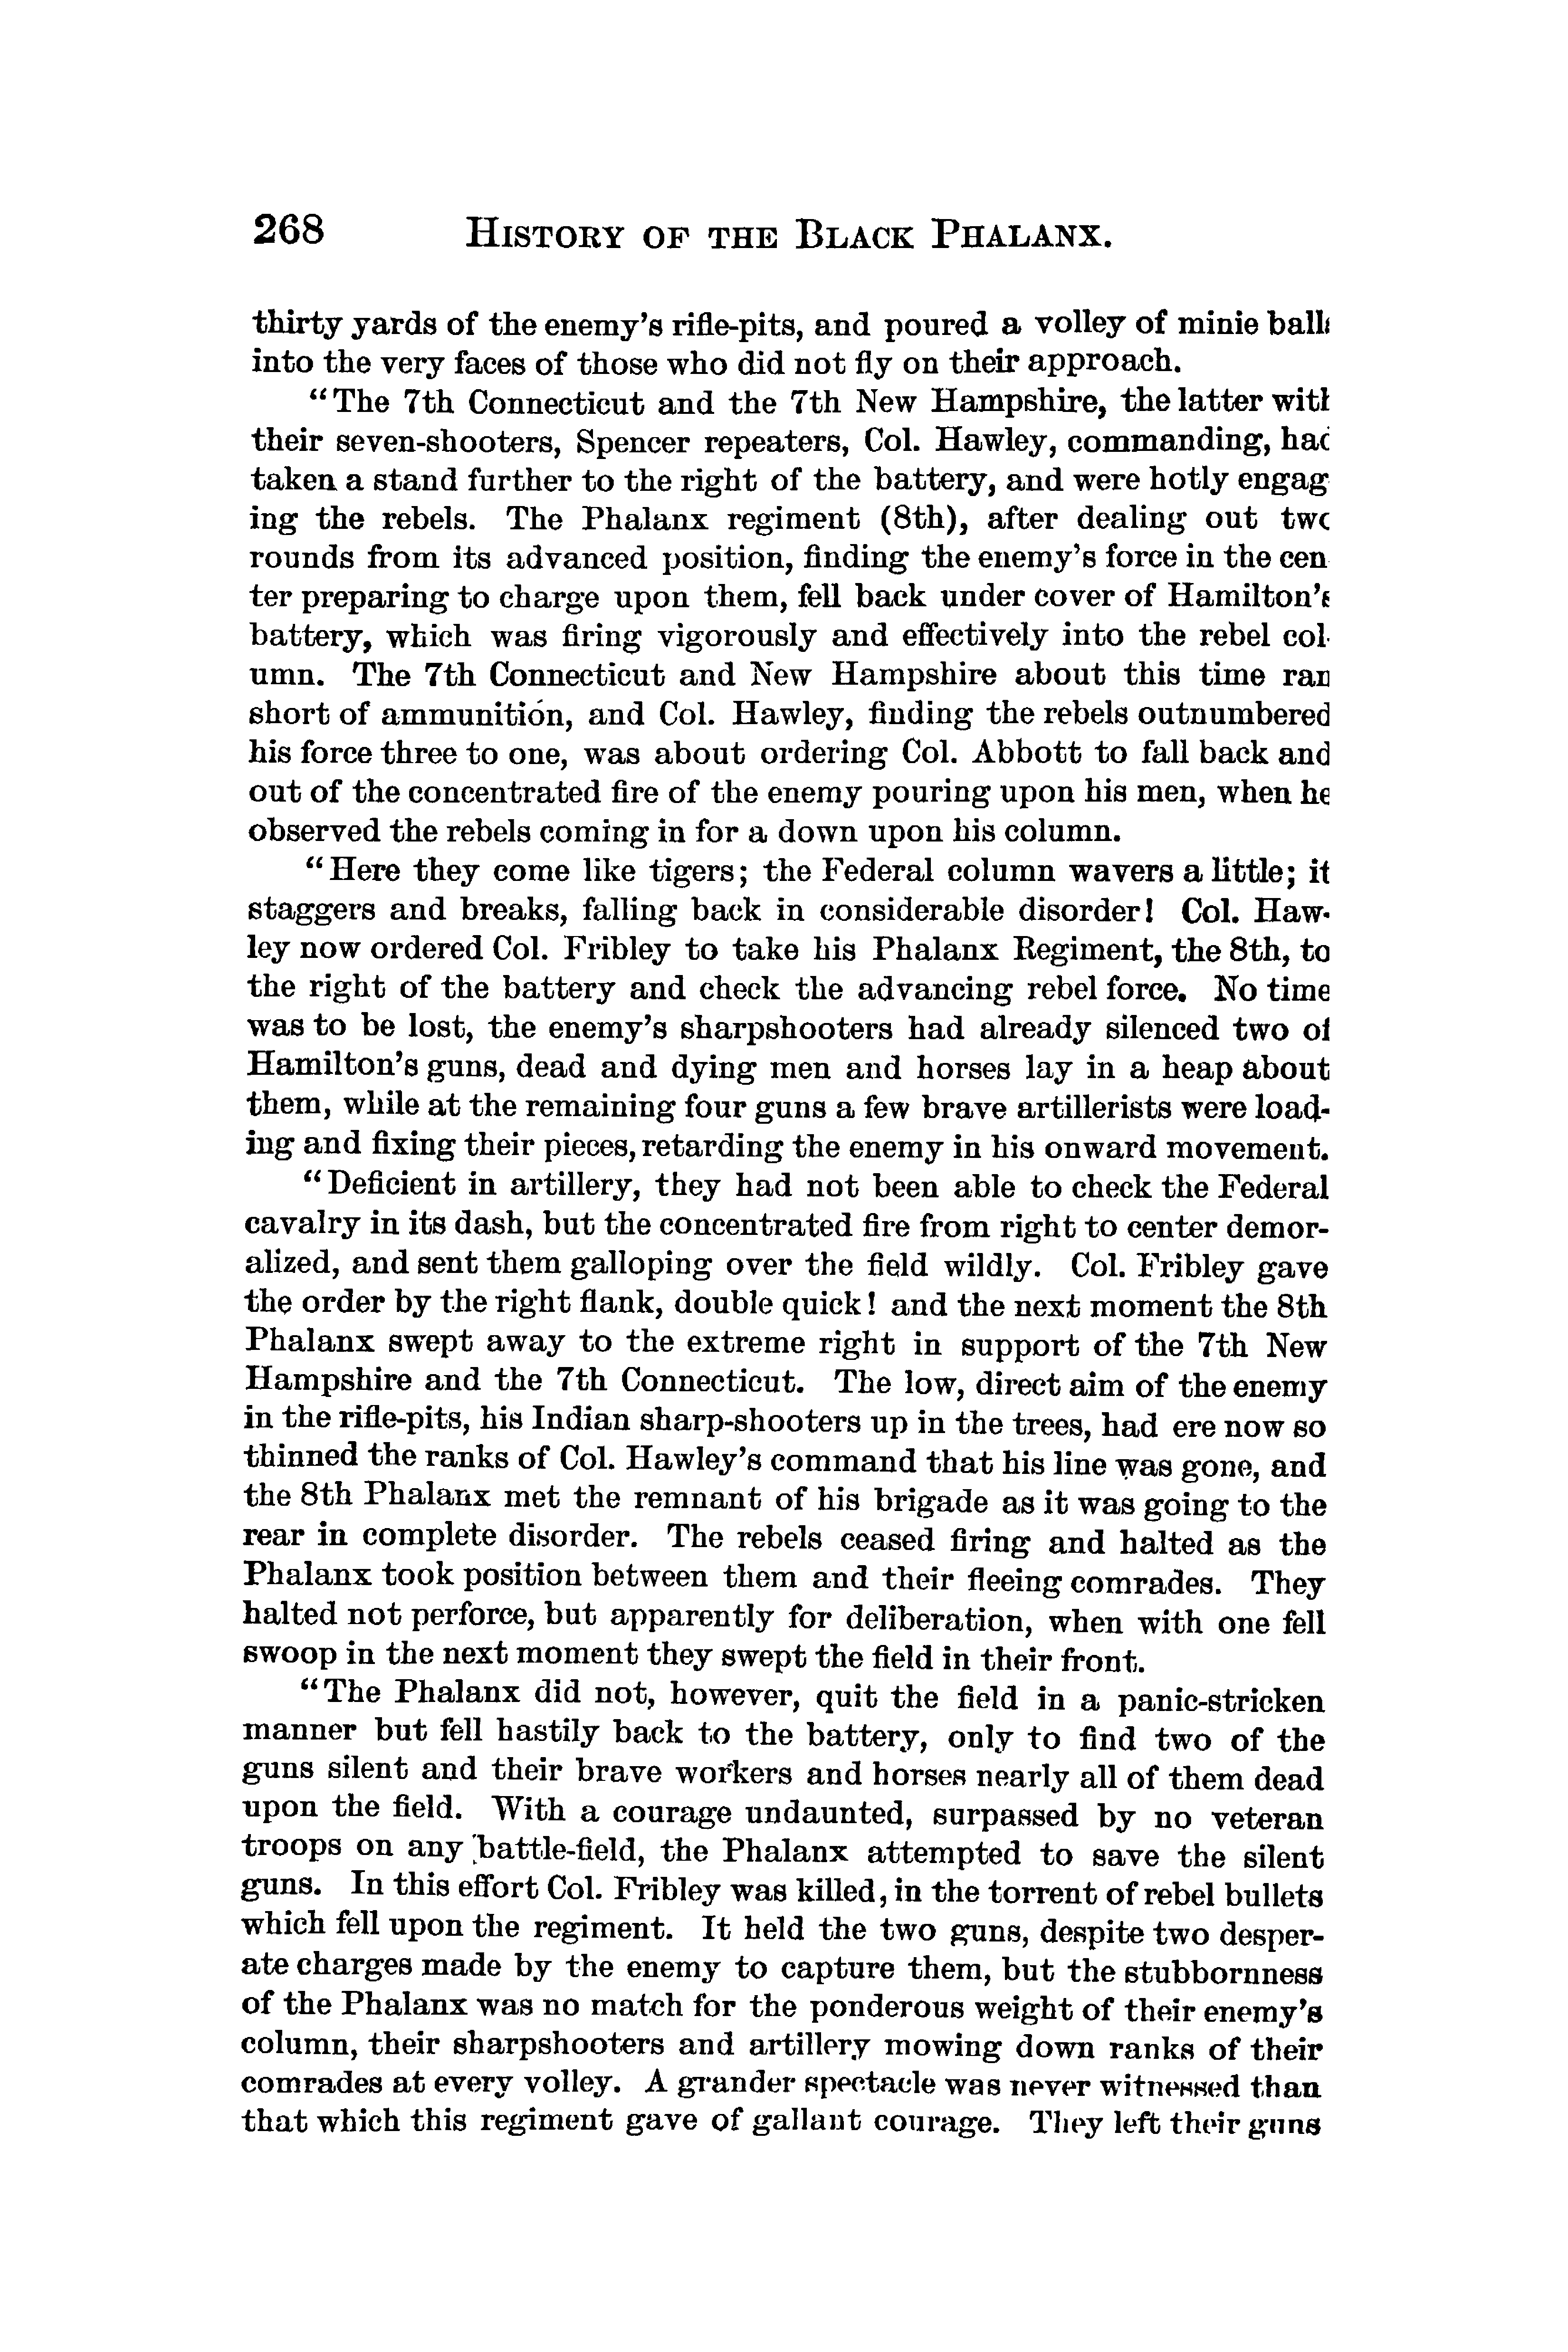 268 HISTORY OF THE BLACK PHALANX.
thirty yards of the enemy's rifle-pits, and poured a volley of minie balls
into the very faces of those who did not fly on their approach.
"The 7th Connecticut and the 7th New Hampshire, the latter with
their seven-shooters, Spencer repeaters, Col. Hawley, commanding, had
taken a stand further to the right of the battery, and were hotly engag
ing the rebels. The Phalanx regiment (8th), after dealing out two
rounds from its advanced position, finding the enemy's force in the cen
ter preparing to charge upon them, fell back under cover of Hamilton's
battery, which was firing vigorously and effectively into the rebel col-
umn. The 7th Connecticut and New Hampshire about this time ran
short of ammunition, and Col. Hawley, finding the rebels outnumbered
his force three to one, was about ordering Col. Abbott to fall back and
out of the concentrated fire of the enemy pouring upon his men, when he
observed the rebels coming in for a down upon his column.
"Here they come like tigers; the Federal column wavers a little; it
staggers and breaks, falling back in considerable disorder! Col. Haw-
ley now ordered Col. Fribley to take his Phalanx Regiment, the 8th, to
the right of the battery and check the advancing rebel force. No time
was to be lost, the enemy's sharpshooters had already silenced two of
Hamilton's guns, dead and dying men and horses lay in a heap about
them, while at the remaining four guns a few brave artillerists were load-
ing and fixing their pieces, retarding the enemy in his onward movement.
"Deficient in artillery, they had not been able to check the Federal
cavalry in its dash, but the concentrated fire from right to center demor-
alized, and sent them galloping over the field wildly. Col. Fribley gave
the order by the right flank, double quick! and the next moment the 8th
Phalanx swept away to the extreme right in support of the 7th New
Hampshire and the 7th Connecticut. The low, direct aim of the enemy
in the rifle-pits, his Indian sharp-shooters up in the trees, had ere now so
thinned the ranks of Col. Hawley's command that his line was gone, and
the 8th Phalanx met the remnant of his brigade as it was going to the
rear in complete disorder. The rebels ceased firing and halted as the
Phalanx took position between them and their fleeing comrades. They
halted not perforce, but apparently for deliberation, when with one fell
swoop in the next moment they swept the field in their front.
"The Phalanx did not, however, quit the field in a panic-stricken
manner but fell hastily back to the battery, only to find two of the
guns silent and their brave workers and horses nearly all of them dead
upon the field. With a courage undaunted, surpassed by no veteran
troops on any battle-field, the Phalanx attempted to save the silent
guns. In this effort Col. Fribley was killed, in the torrent of rebel bullets
which fell upon the regiment. It held the two guns, despite two desper-
ate charges made by the enemy to capture them, but the stubbornness
of the Phalanx was no match for the ponderous weight of their enemy's
column, their sharpshooters and artillery mowing down ranks of their
comrades at every volley. A grander spectacle was never witnessed than
that which this regiment gave of gallant courage. They left their guns